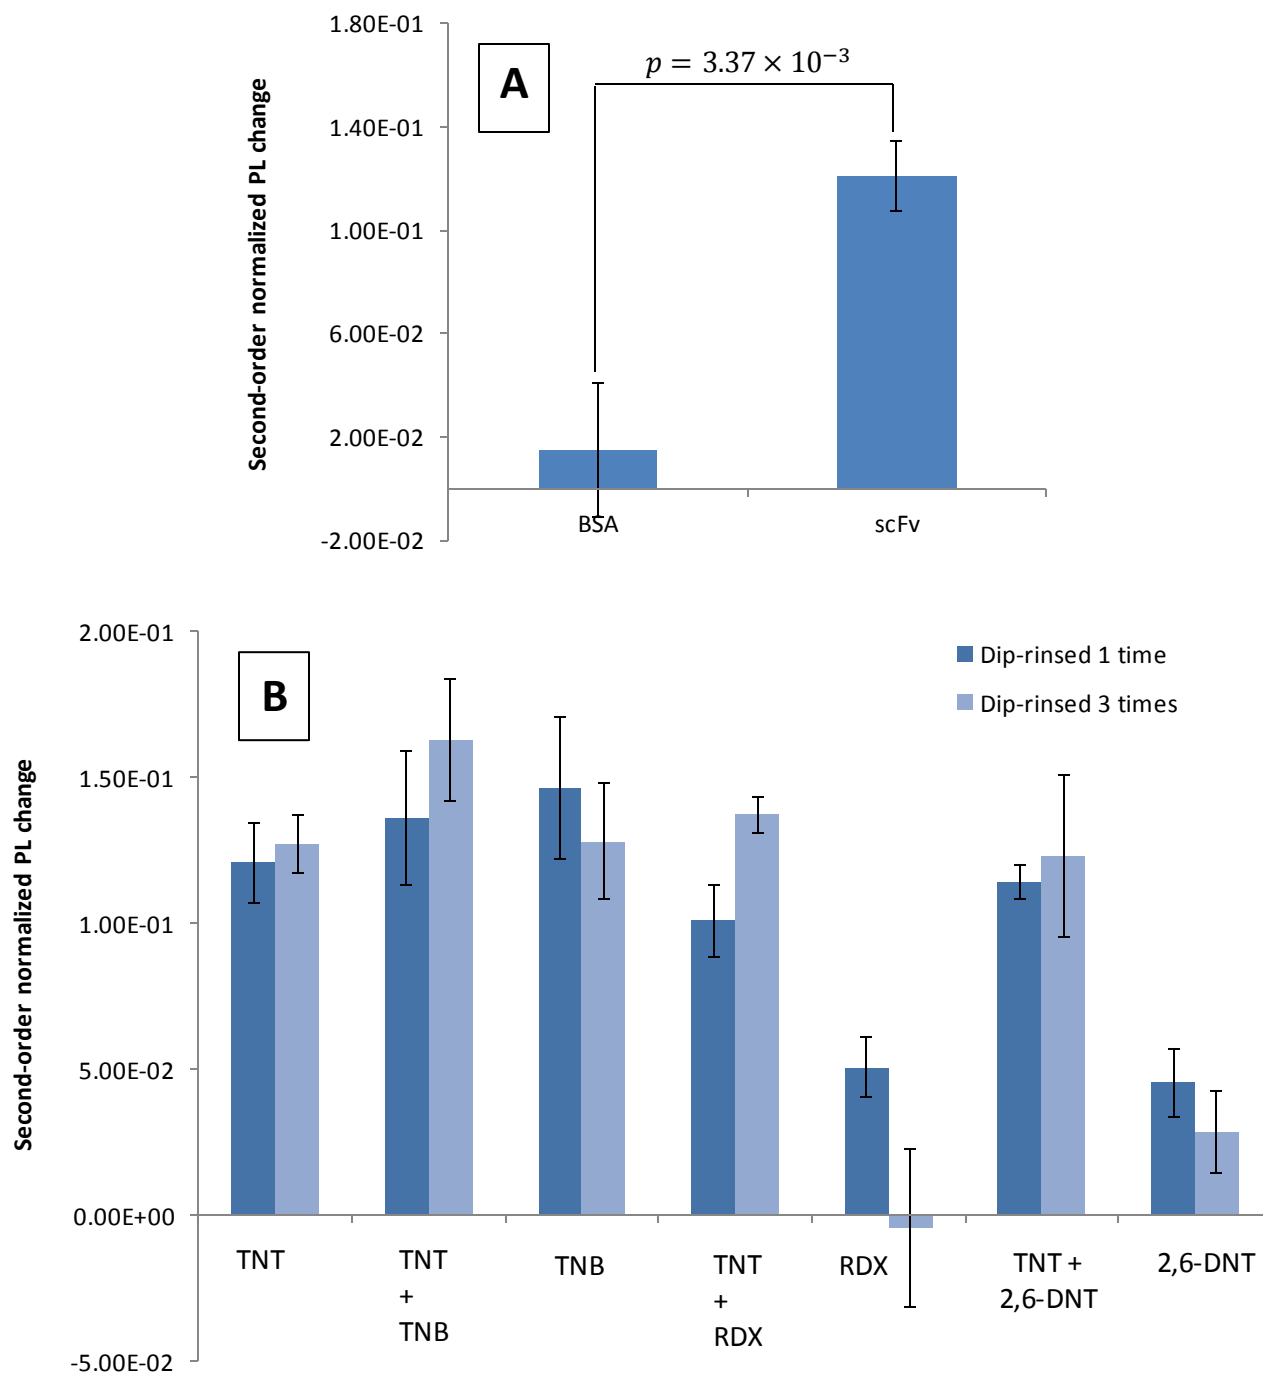 Second-order normalized PL change
1.80E-01
1.40E-01
1.00E-01
6.00E-02
2.00E-02
-2.00E-02
A
p = 3.37 × 10⁻³
BSA
scFv
Second-order normalized PL change
2.00E-01
1.50E-01
1.00E-01
5.00E-02
0.00E+00
-5.00E-02
B
Dip-rinsed 1 time
Dip-rinsed 3 times
TNT
TNT
+
TNB
TNB
TNT
+
RDX
RDX
TNT +
2,6-DNT
2,6-DNT